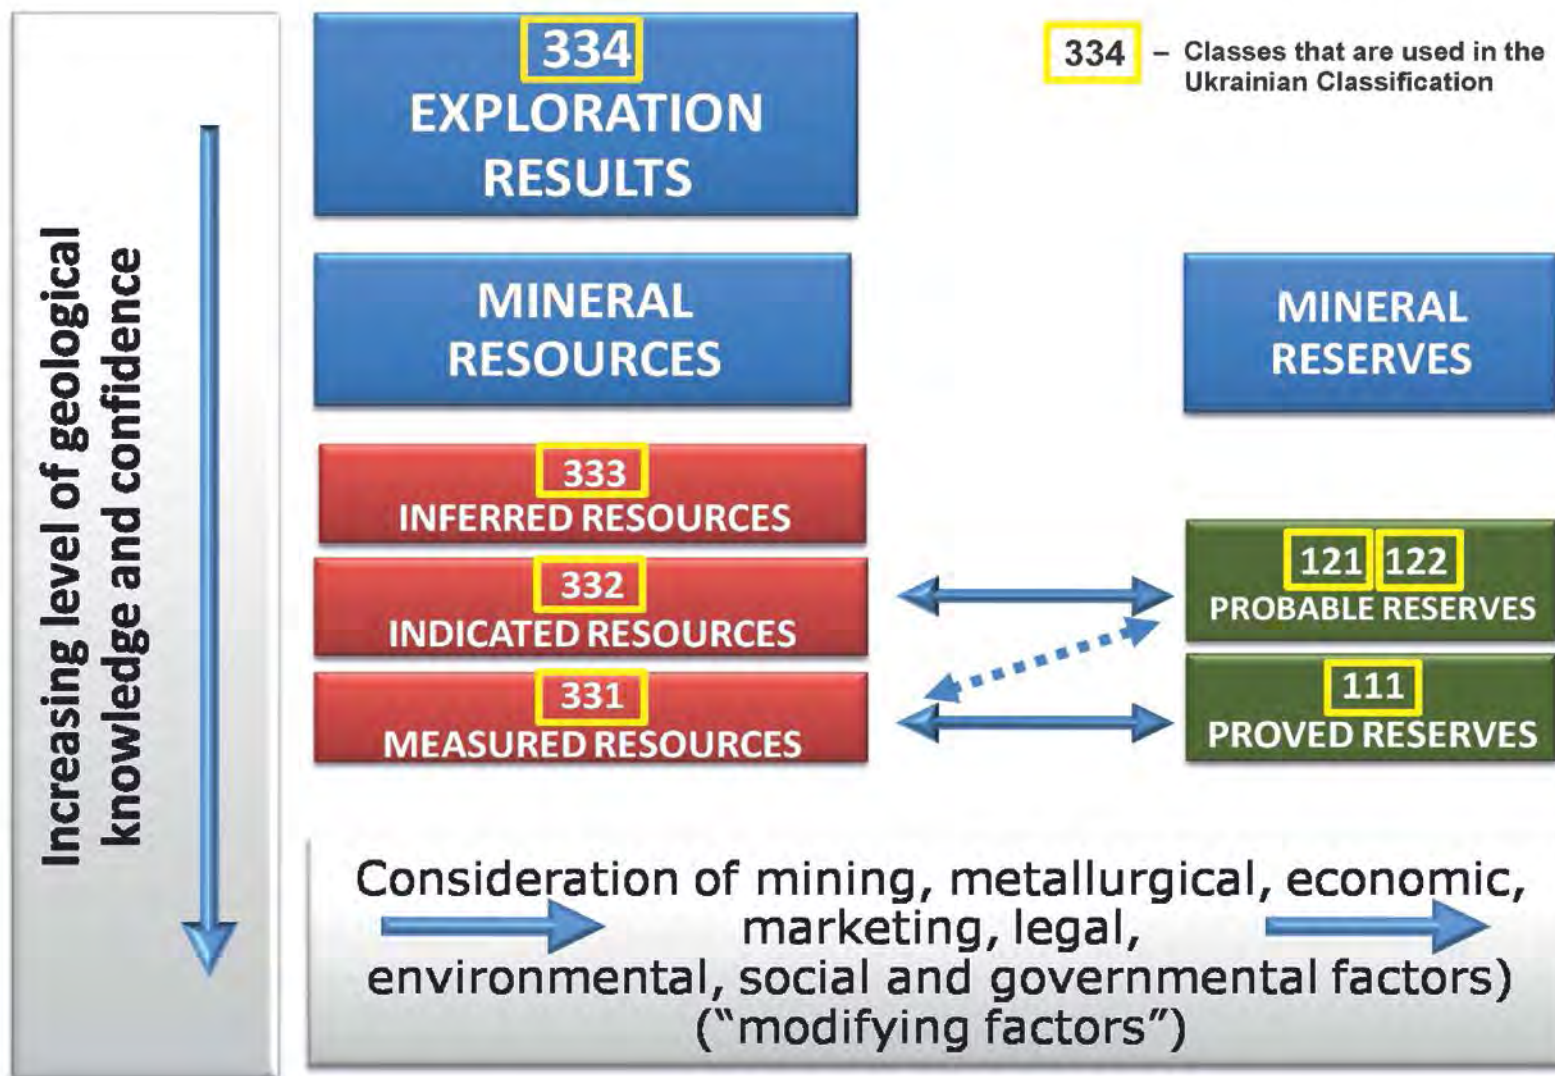 Increasing level of geological
knowledge and confidence
334
EXPLORATION
RESULTS
334 – Classes that are used in the
Ukrainian Classification
MINERAL
RESOURCES
MINERAL
RESERVES
333
INFERRED RESOURCES
332
INDICATED RESOURCES
331
MEASURED RESOURCES
121 122
PROBABLE RESERVES
111
PROVED RESERVES
Consideration of mining, metallurgical, economic,
marketing, legal,
environmental, social and governmental factors)
(“modifying factors”)